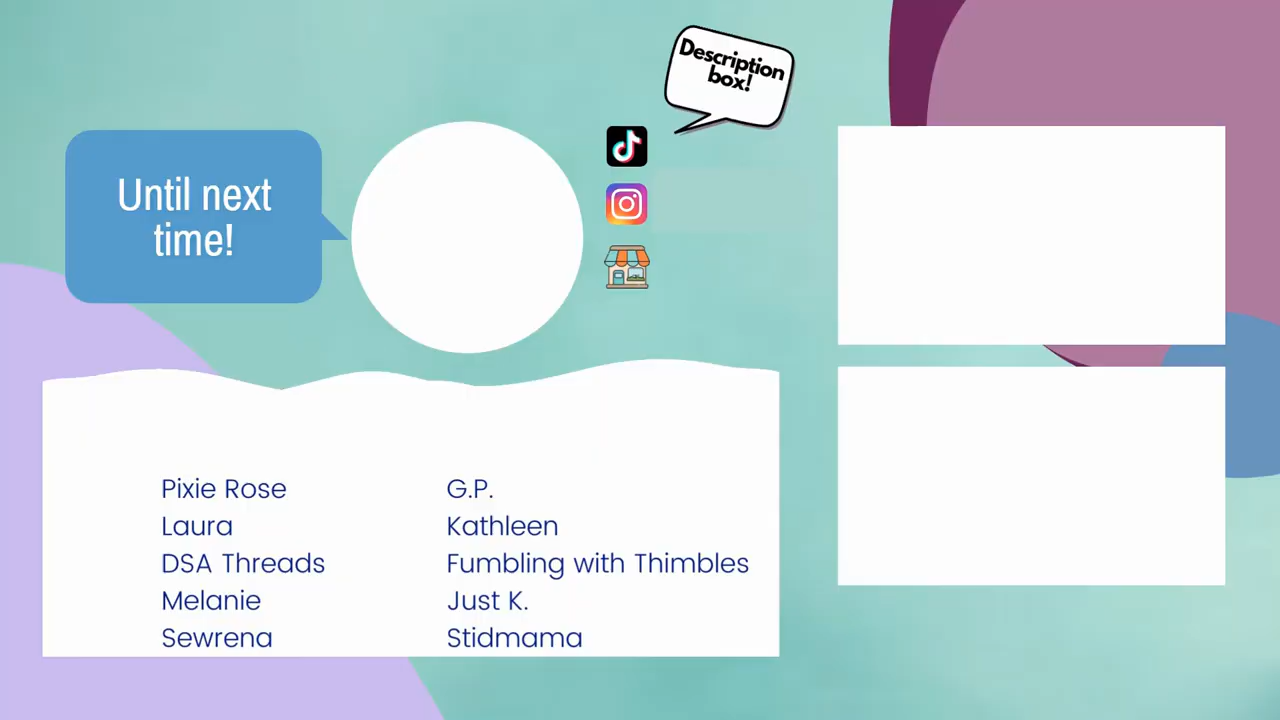 Description
box!
Until next
time!
Pixie Rose
Laura
DSA Threads
Melanie
Sewrena
G.P.
Kathleen
Fumbling with Thimbles
Just K.
Stidmama